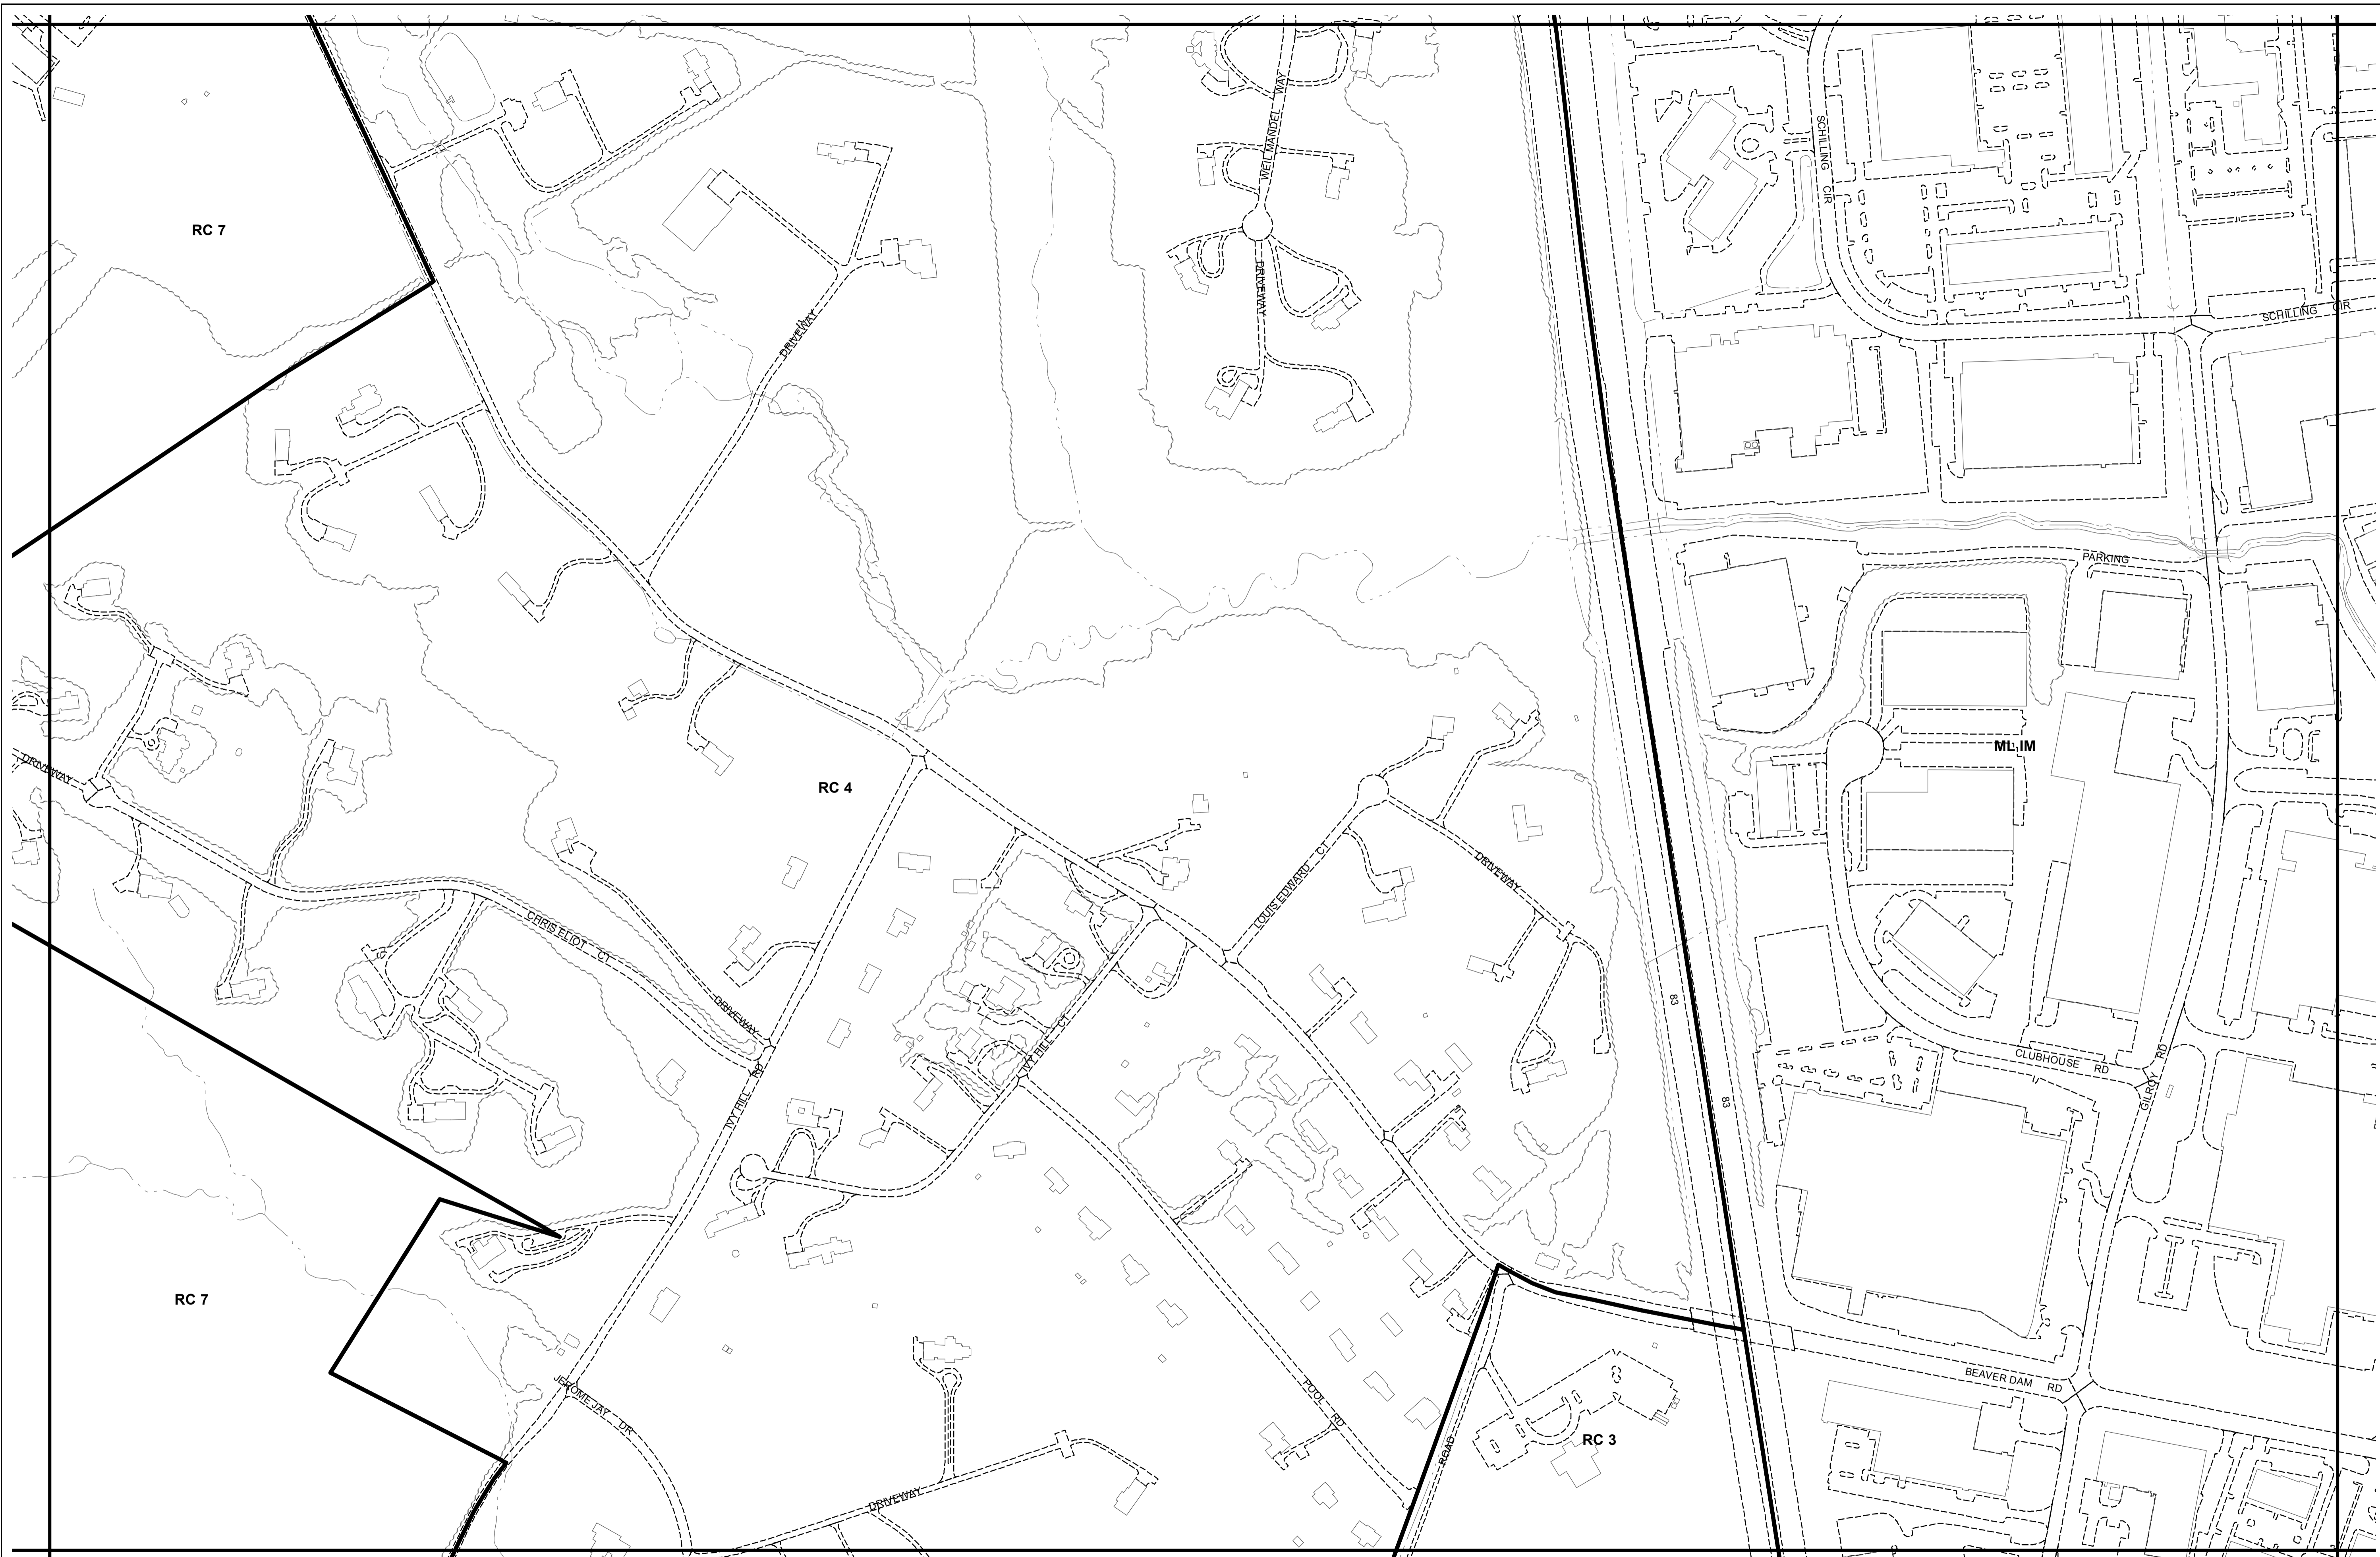 WEIL MANDEL WAY
SCHILLING CIR
RC 7
DRIVEWAY
DRIVEWAY
SCHILLING CIR
PARKING
DRIVEWAY
RC 4
ML IM
DRIVEWAY
LOUIS EDWARD CT
CHRIS ELIOT CT
DRIVEWAY
83
IVY HILL CT
IVY HILL RD
83
CLUBHOUSE RD
GILROY RD
RC 7
JEROME JAY DR
POOL RD
BEAVER DAM RD
ROAD
RC 3
DRIVEWAY